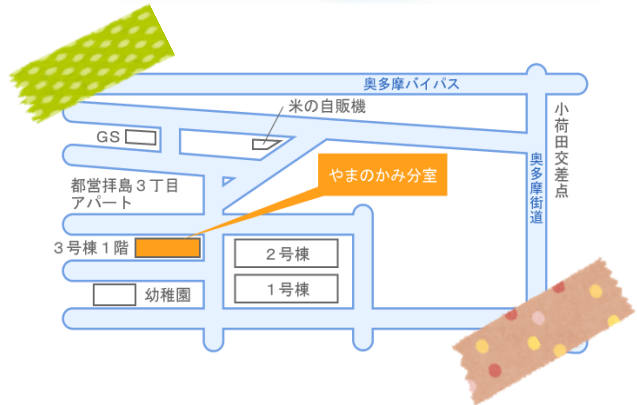 奥多摩バイパス
米の自販機
GS
小荷田交差点
奥多摩街道
やまのかみ分室
都営拝島３丁目
アパート
３号棟１階
２号棟
１号棟
幼稚園